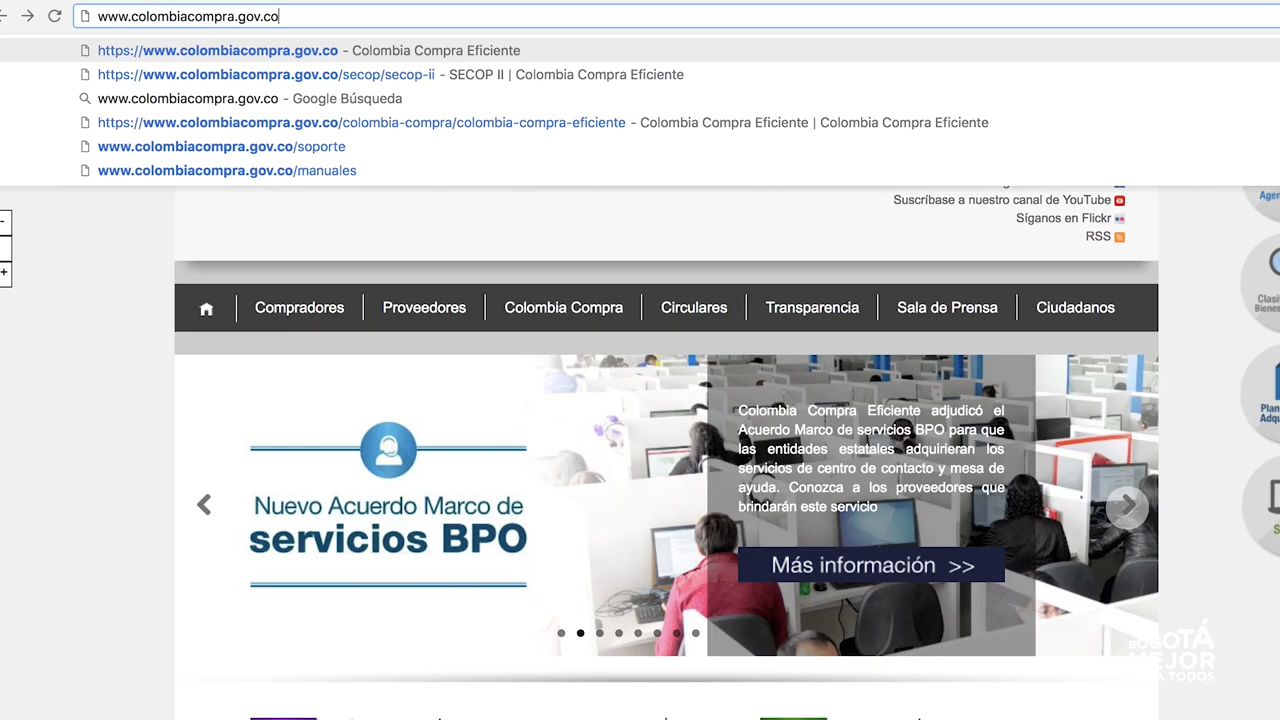 www.colombiacompra.gov.co
https://www.colombiacompra.gov.co - Colombia Compra Eficiente
https://www.colombiacompra.gov.co/secop/secop-ii - SECOP II | Colombia Compra Eficiente
www.colombiacompra.gov.co - Google Búsqueda
https://www.colombiacompra.gov.co/colombia-compra/colombia-compra-eficiente - Colombia Compra Eficiente | Colombia Compra Eficiente
www.colombiacompra.gov.co/soporte
www.colombiacompra.gov.co/manuales
Suscríbase a nuestro canal de YouTube
Síganos en Flickr
RSS
-
+
Compradores Proveedores Colombia Compra Circulares Transparencia Sala de Prensa Ciudadanos
Nuevo Acuerdo Marco de
servicios BPO
Colombia Compra Eficiente adjudicó el
Acuerdo Marco de servicios BPO para que
las entidades estatales adquirieran los
servicios de centro de contacto y mesa de
ayuda. Conozca a los proveedores que
brindarán este servicio
Más información >>
BOGOTÁ
MEJOR
PARA TODOS